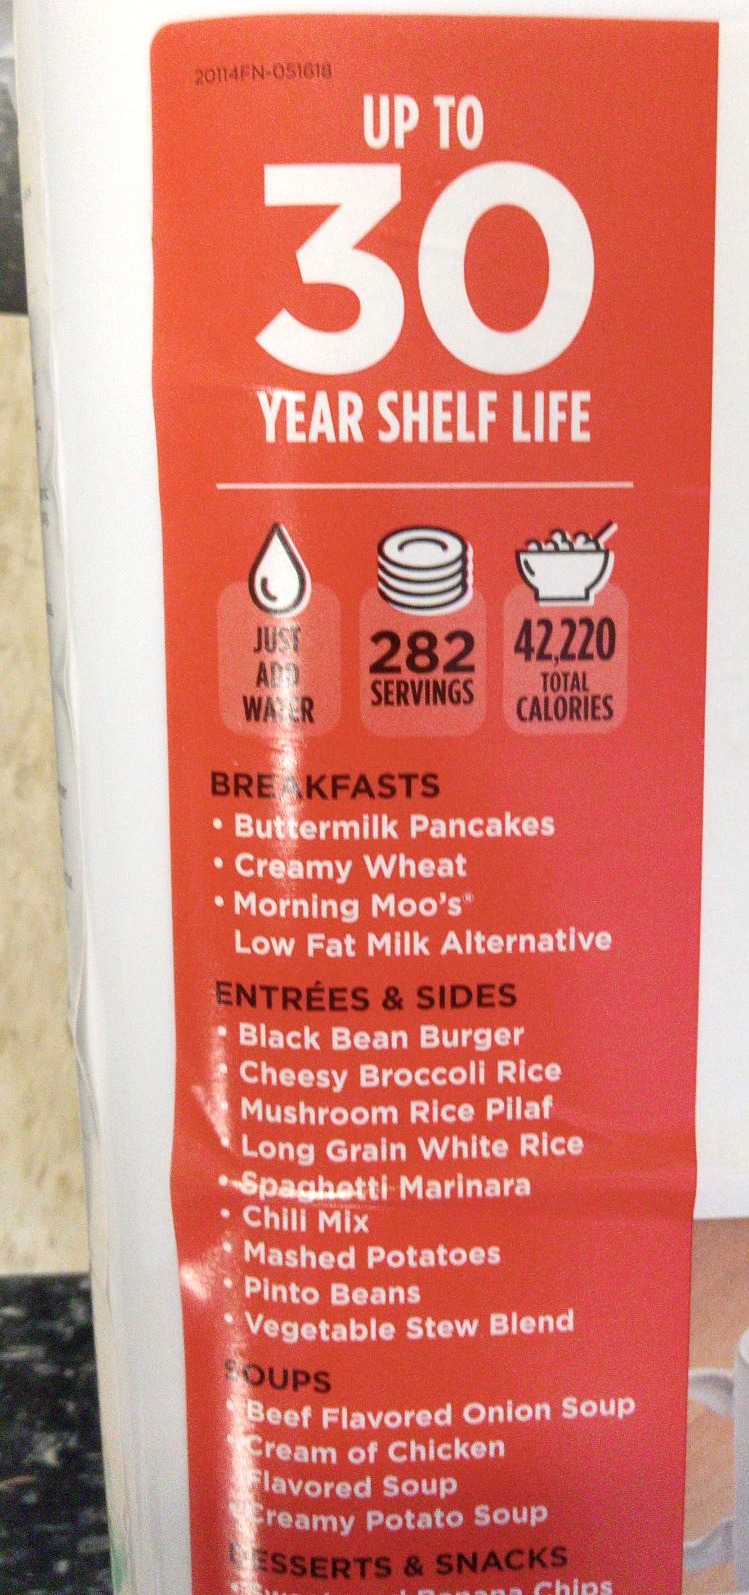 20114FN-051618
UP TO
30
YEAR SHELF LIFE
JUST
ADD
WATER
282
SERVINGS
42,220
TOTAL
CALORIES
BREAKFASTS
• Buttermilk Pancakes
• Creamy Wheat
• Morning Moo's®
Low Fat Milk Alternative
ENTRÉES & SIDES
• Black Bean Burger
• Cheesy Broccoli Rice
• Mushroom Rice Pilaf
• Long Grain White Rice
• Spaghetti Marinara
• Chili Mix
• Mashed Potatoes
• Pinto Beans
• Vegetable Stew Blend
SOUPS
• Beef Flavored Onion Soup
• Cream of Chicken
Flavored Soup
• Creamy Potato Soup
DESSERTS & SNACKS
Banana Chips